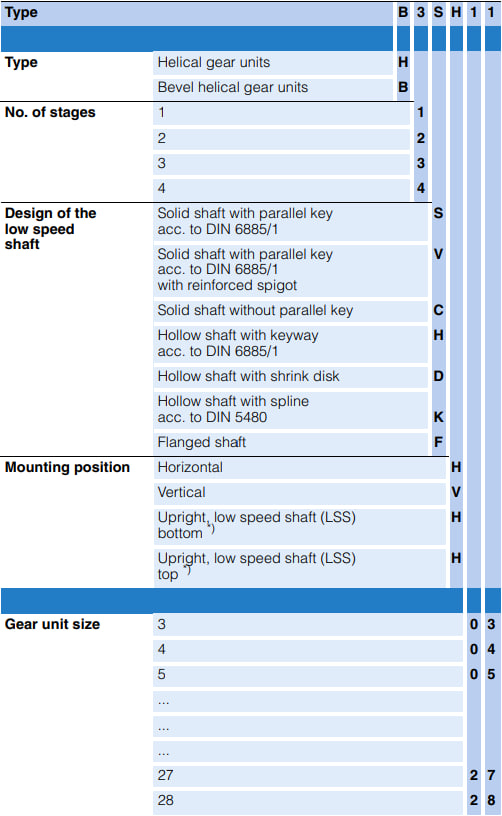 Type B 3 S H 1 1
Type Helical gear units H
Bevel helical gear units B
No. of stages 1 1
2 2
3 3
4 4
Design of the low speed shaft Solid shaft with parallel key S
acc. to DIN 6885/1
Solid shaft with parallel key V
acc. to DIN 6885/1
with reinforced spigot
Solid shaft without parallel key C
Hollow shaft with keyway H
acc. to DIN 6885/1
Hollow shaft with shrink disk D
Hollow shaft with spline
acc. to DIN 5480 K
Flanged shaft F
Mounting position Horizontal H
Vertical V
Upright, low speed shaft (LSS) H
bottom *)
Upright, low speed shaft (LSS) H
top *)
Gear unit size 3 0 3
4 0 4
5 0 5
...
...
...
27 2 7
28 2 8